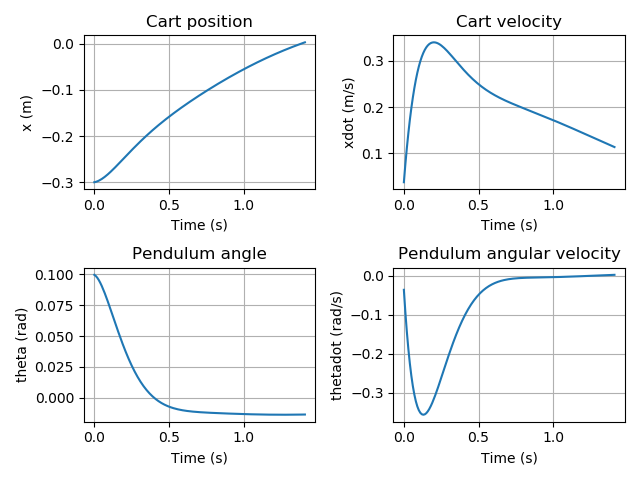 Cart position
x (m)
0.0
−0.1
−0.2
−0.3
0.0 0.5 1.0
Time (s)
Cart velocity
xdot (m/s)
0.3
0.2
0.1
0.0 0.5 1.0
Time (s)
Pendulum angle
theta (rad)
0.100
0.075
0.050
0.025
0.000
0.0 0.5 1.0
Time (s)
Pendulum angular velocity
thetadot (rad/s)
0.0
−0.1
−0.2
−0.3
0.0 0.5 1.0
Time (s)